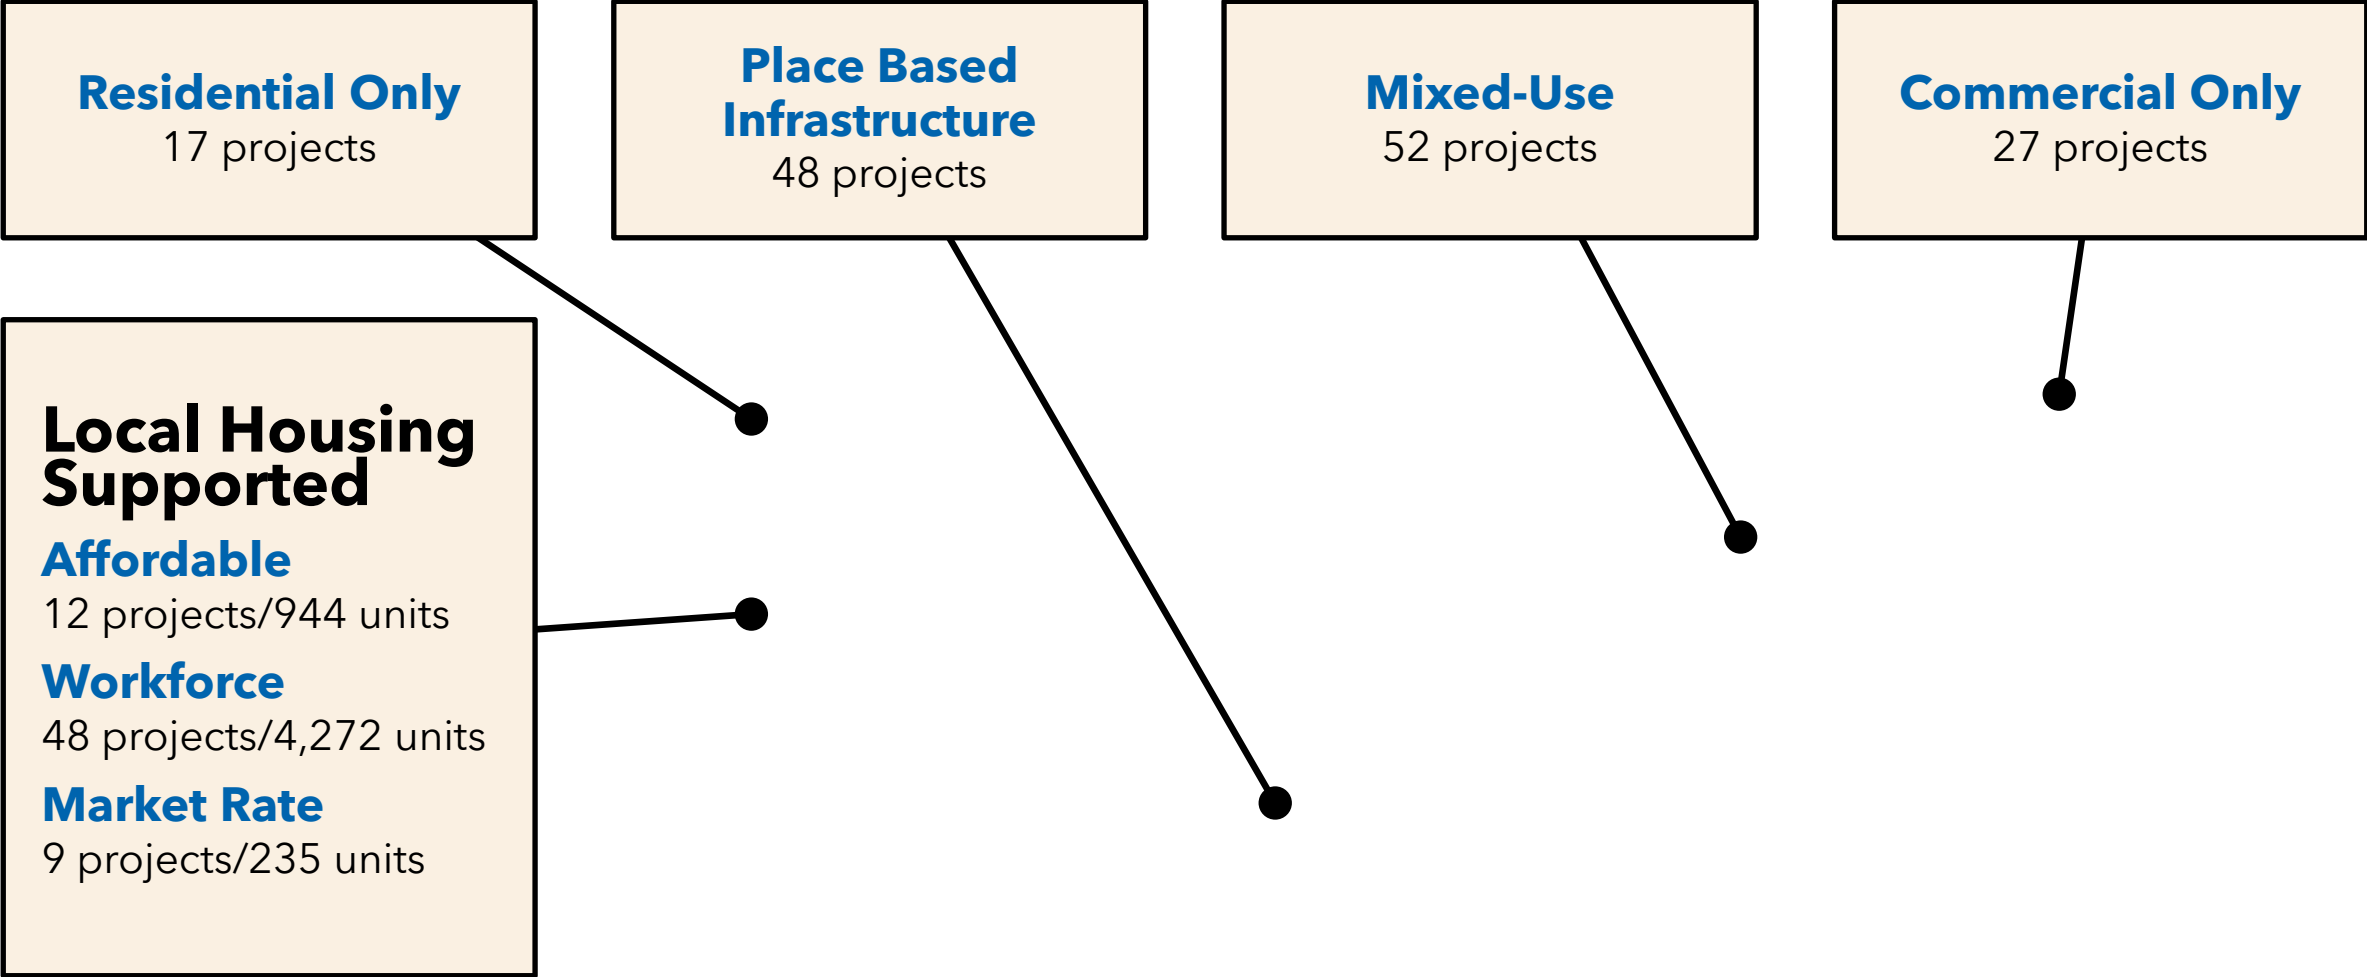 Residential Only
17 projects
Place Based
Infrastructure
48 projects
Mixed-Use
52 projects
Commercial Only
27 projects
Local Housing
Supported
Affordable
12 projects/944 units
Workforce
48 projects/4,272 units
Market Rate
9 projects/235 units